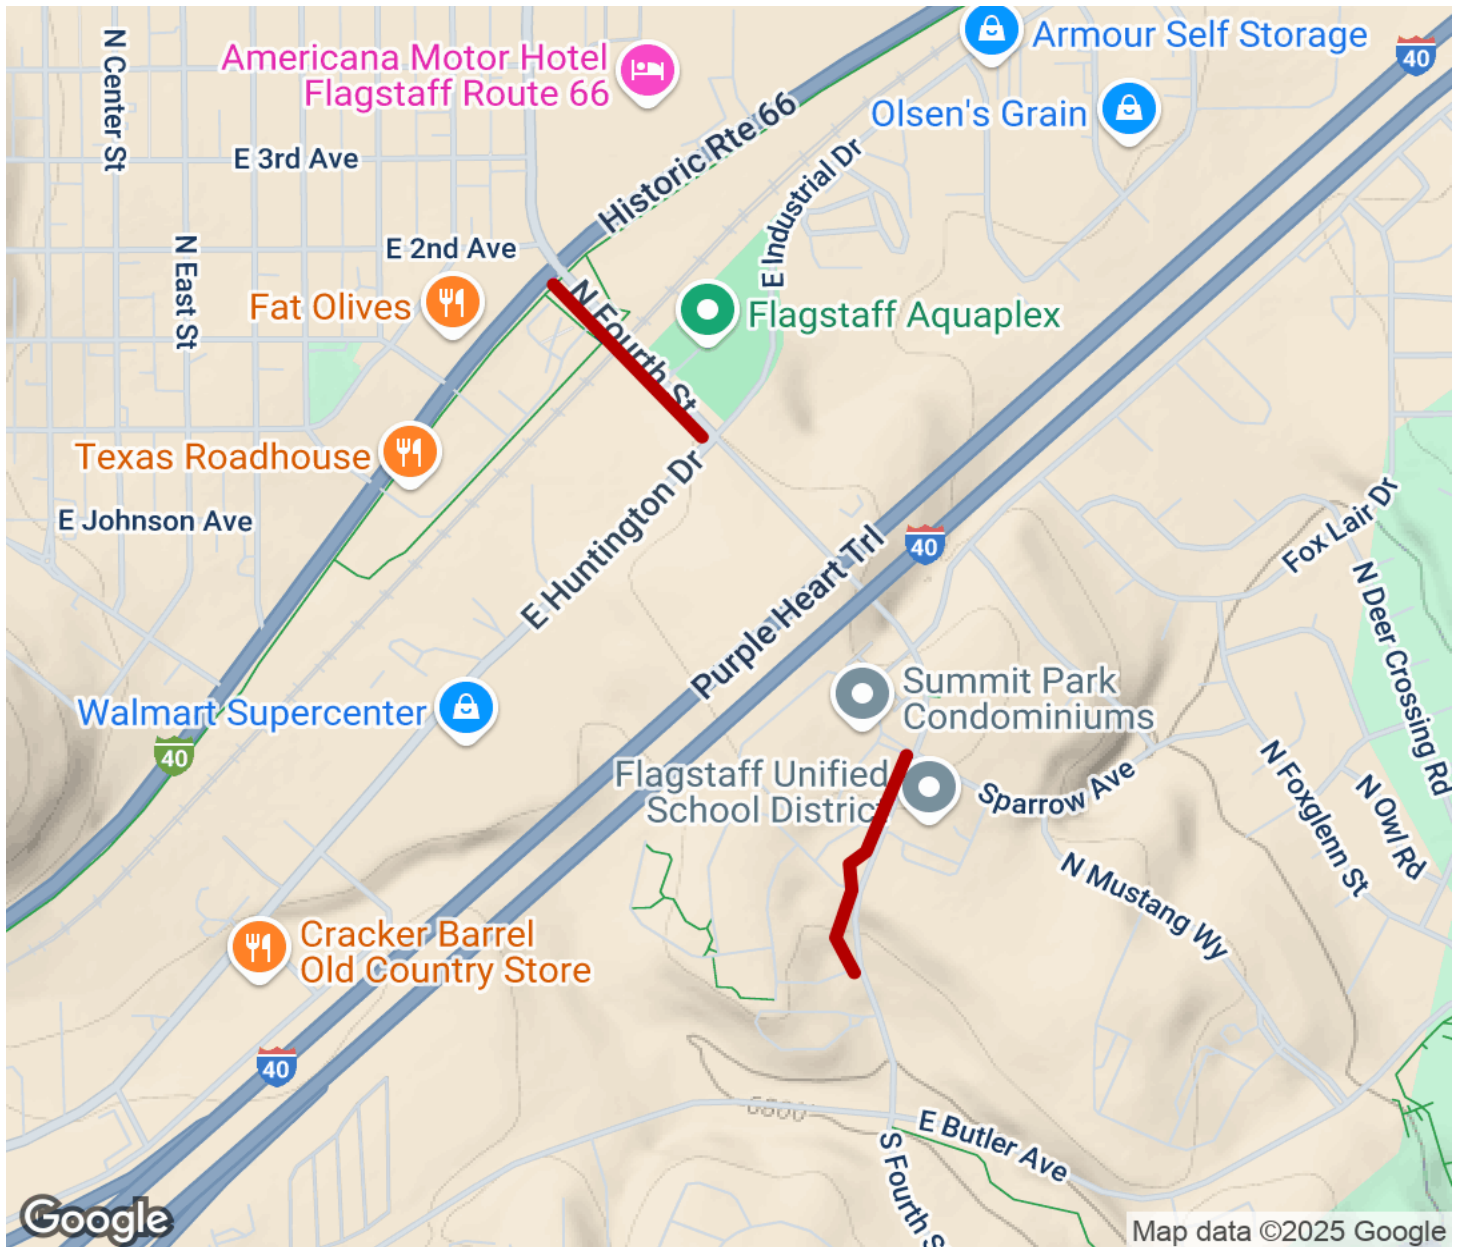 N Center St
Americana Motor Hotel
Flagstaff Route 66
Armour Self Storage
40
Olsen's Grain
Historic Rte 66
E 3rd Ave
E Industrial Dr
E 2nd Ave
N East St
Fat Olives
N Fourth St
Flagstaff Aquaplex
Texas Roadhouse
E Johnson Ave
E Huntington Dr
Purple Heart Trl
40
Fox Lair Dr
N Deer Crossing Rd
Summit Park
Condominiums
Walmart Supercenter
40
Flagstaff Unified
School District
Sparrow Ave
N Foxglenn St
N Owl Rd
N Mustang Wy
Cracker Barrel
Old Country Store
40
6800
E Butler Ave
S Fourth S
Google
Map data ©2025 Google